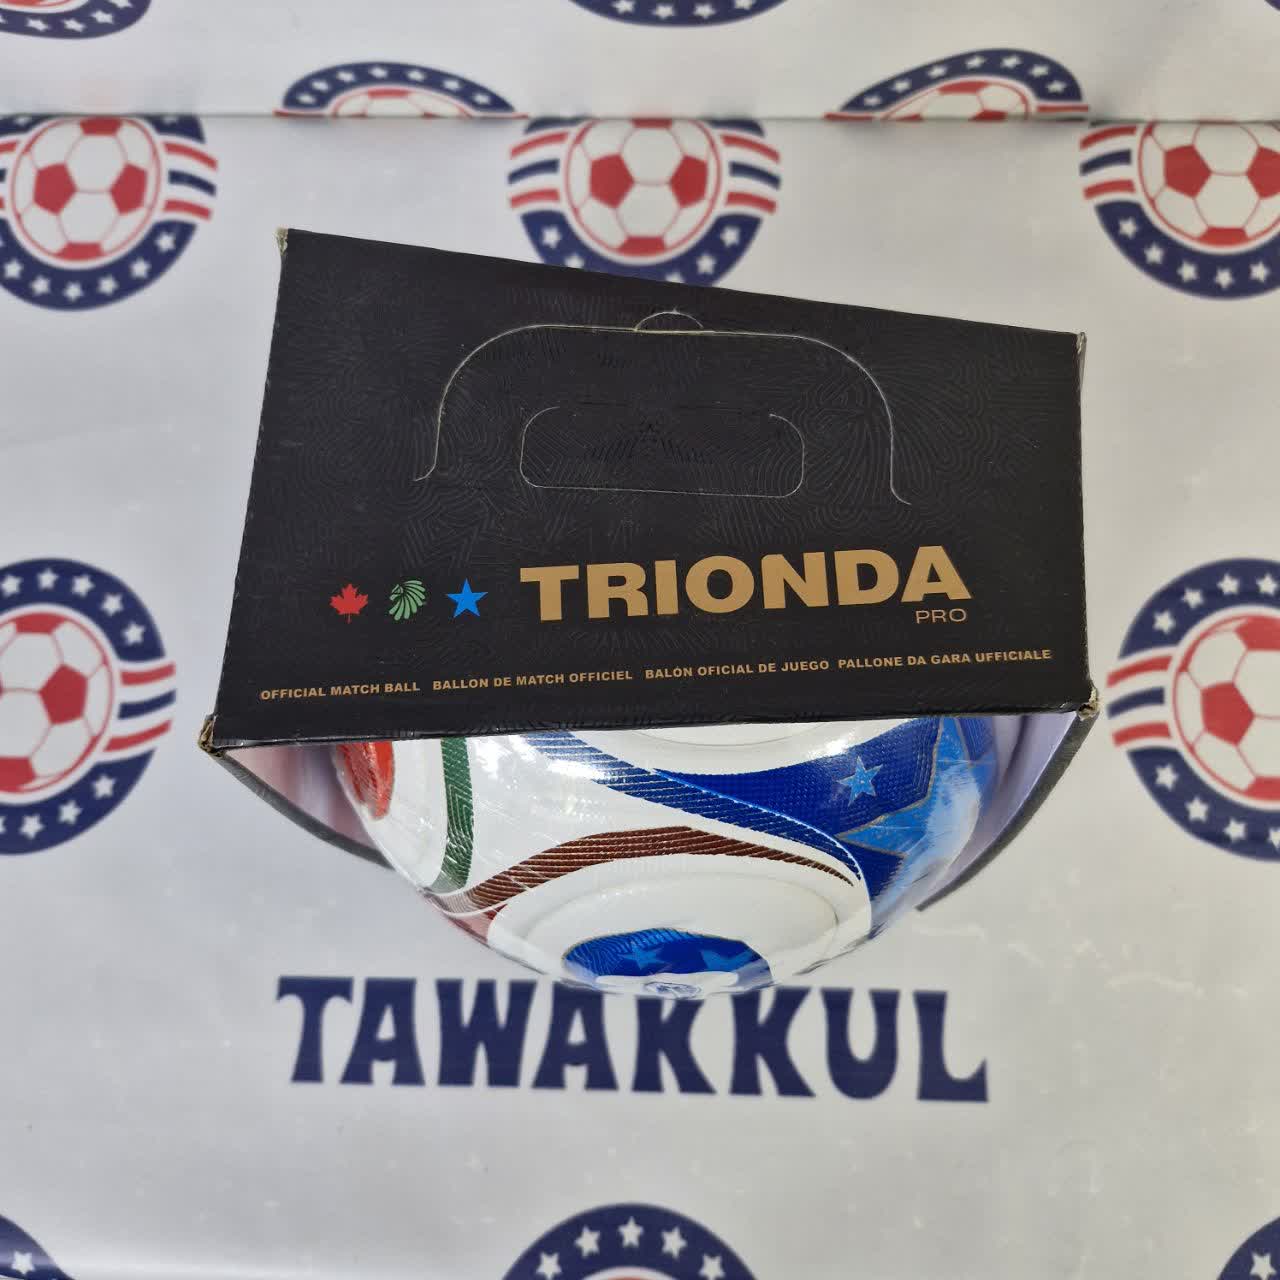 TRIONDA
PRO
OFFICIAL MATCH BALL BALLON DE MATCH OFFICIEL BALÓN OFICIAL DE JUEGO PALLONE DA GARA UFFICIALE
TAWAKKUL